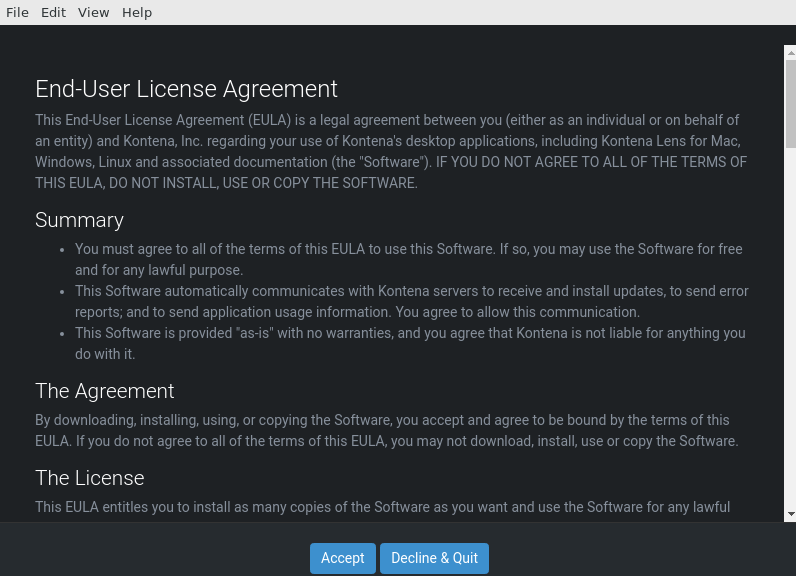 File Edit View Help
End-User License Agreement
This End-User License Agreement (EULA) is a legal agreement between you (either as an individual or on behalf of
an entity) and Kontena, Inc. regarding your use of Kontena's desktop applications, including Kontena Lens for Mac,
Windows, Linux and associated documentation (the "Software"). IF YOU DO NOT AGREE TO ALL OF THE TERMS OF
THIS EULA, DO NOT INSTALL, USE OR COPY THE SOFTWARE.
Summary
• You must agree to all of the terms of this EULA to use this Software. If so, you may use the Software for free
and for any lawful purpose.
• This Software automatically communicates with Kontena servers to receive and install updates, to send error
reports; and to send application usage information. You agree to allow this communication.
• This Software is provided "as-is" with no warranties, and you agree that Kontena is not liable for anything you
do with it.
The Agreement
By downloading, installing, using, or copying the Software, you accept and agree to be bound by the terms of this
EULA. If you do not agree to all of the terms of this EULA, you may not download, install, use or copy the Software.
The License
This EULA entitles you to install as many copies of the Software as you want and use the Software for any lawful
Accept Decline & Quit